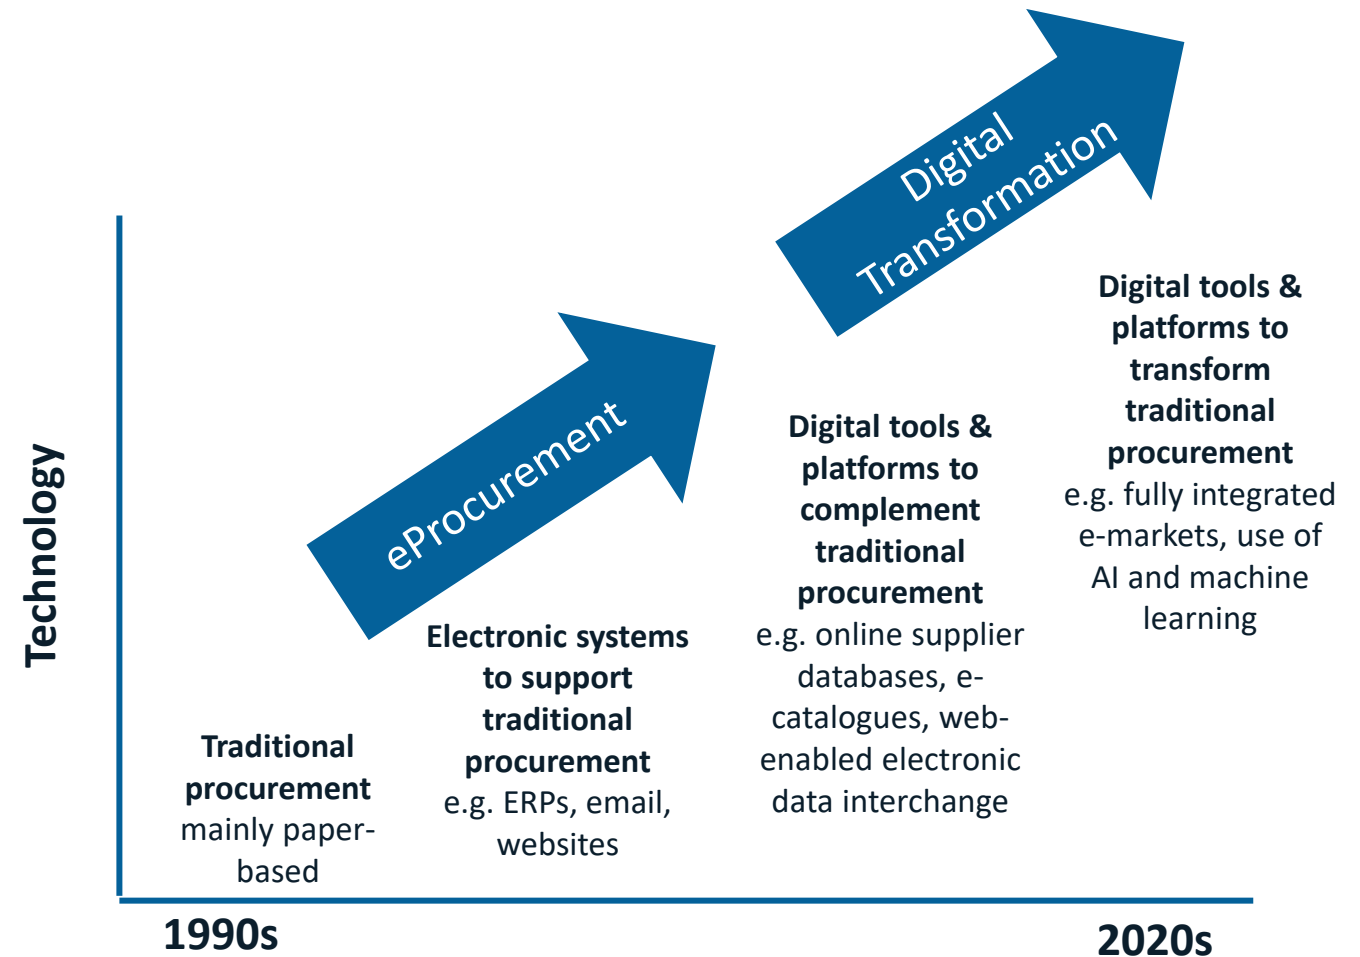 Digital
Transformation
eProcurement
Technology
Traditional
procurement
mainly paper-
based
Electronic systems
to support
traditional
procurement
e.g. ERPs, email,
websites
Digital tools &
platforms to
complement
traditional
procurement
e.g. online supplier
databases, e-
catalogues, web-
enabled electronic
data interchange
Digital tools &
platforms to
transform
traditional
procurement
e.g. fully integrated
e-markets, use of
AI and machine
learning
1990s
2020s